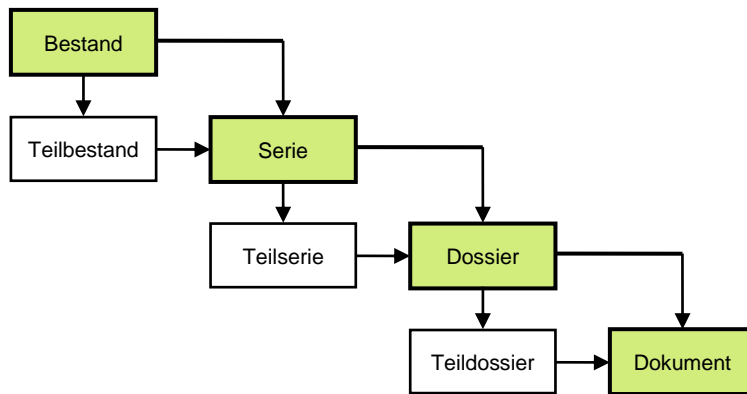 Bestand
Teilbestand
Serie
Teilserie
Dossier
Teildossier
Dokument